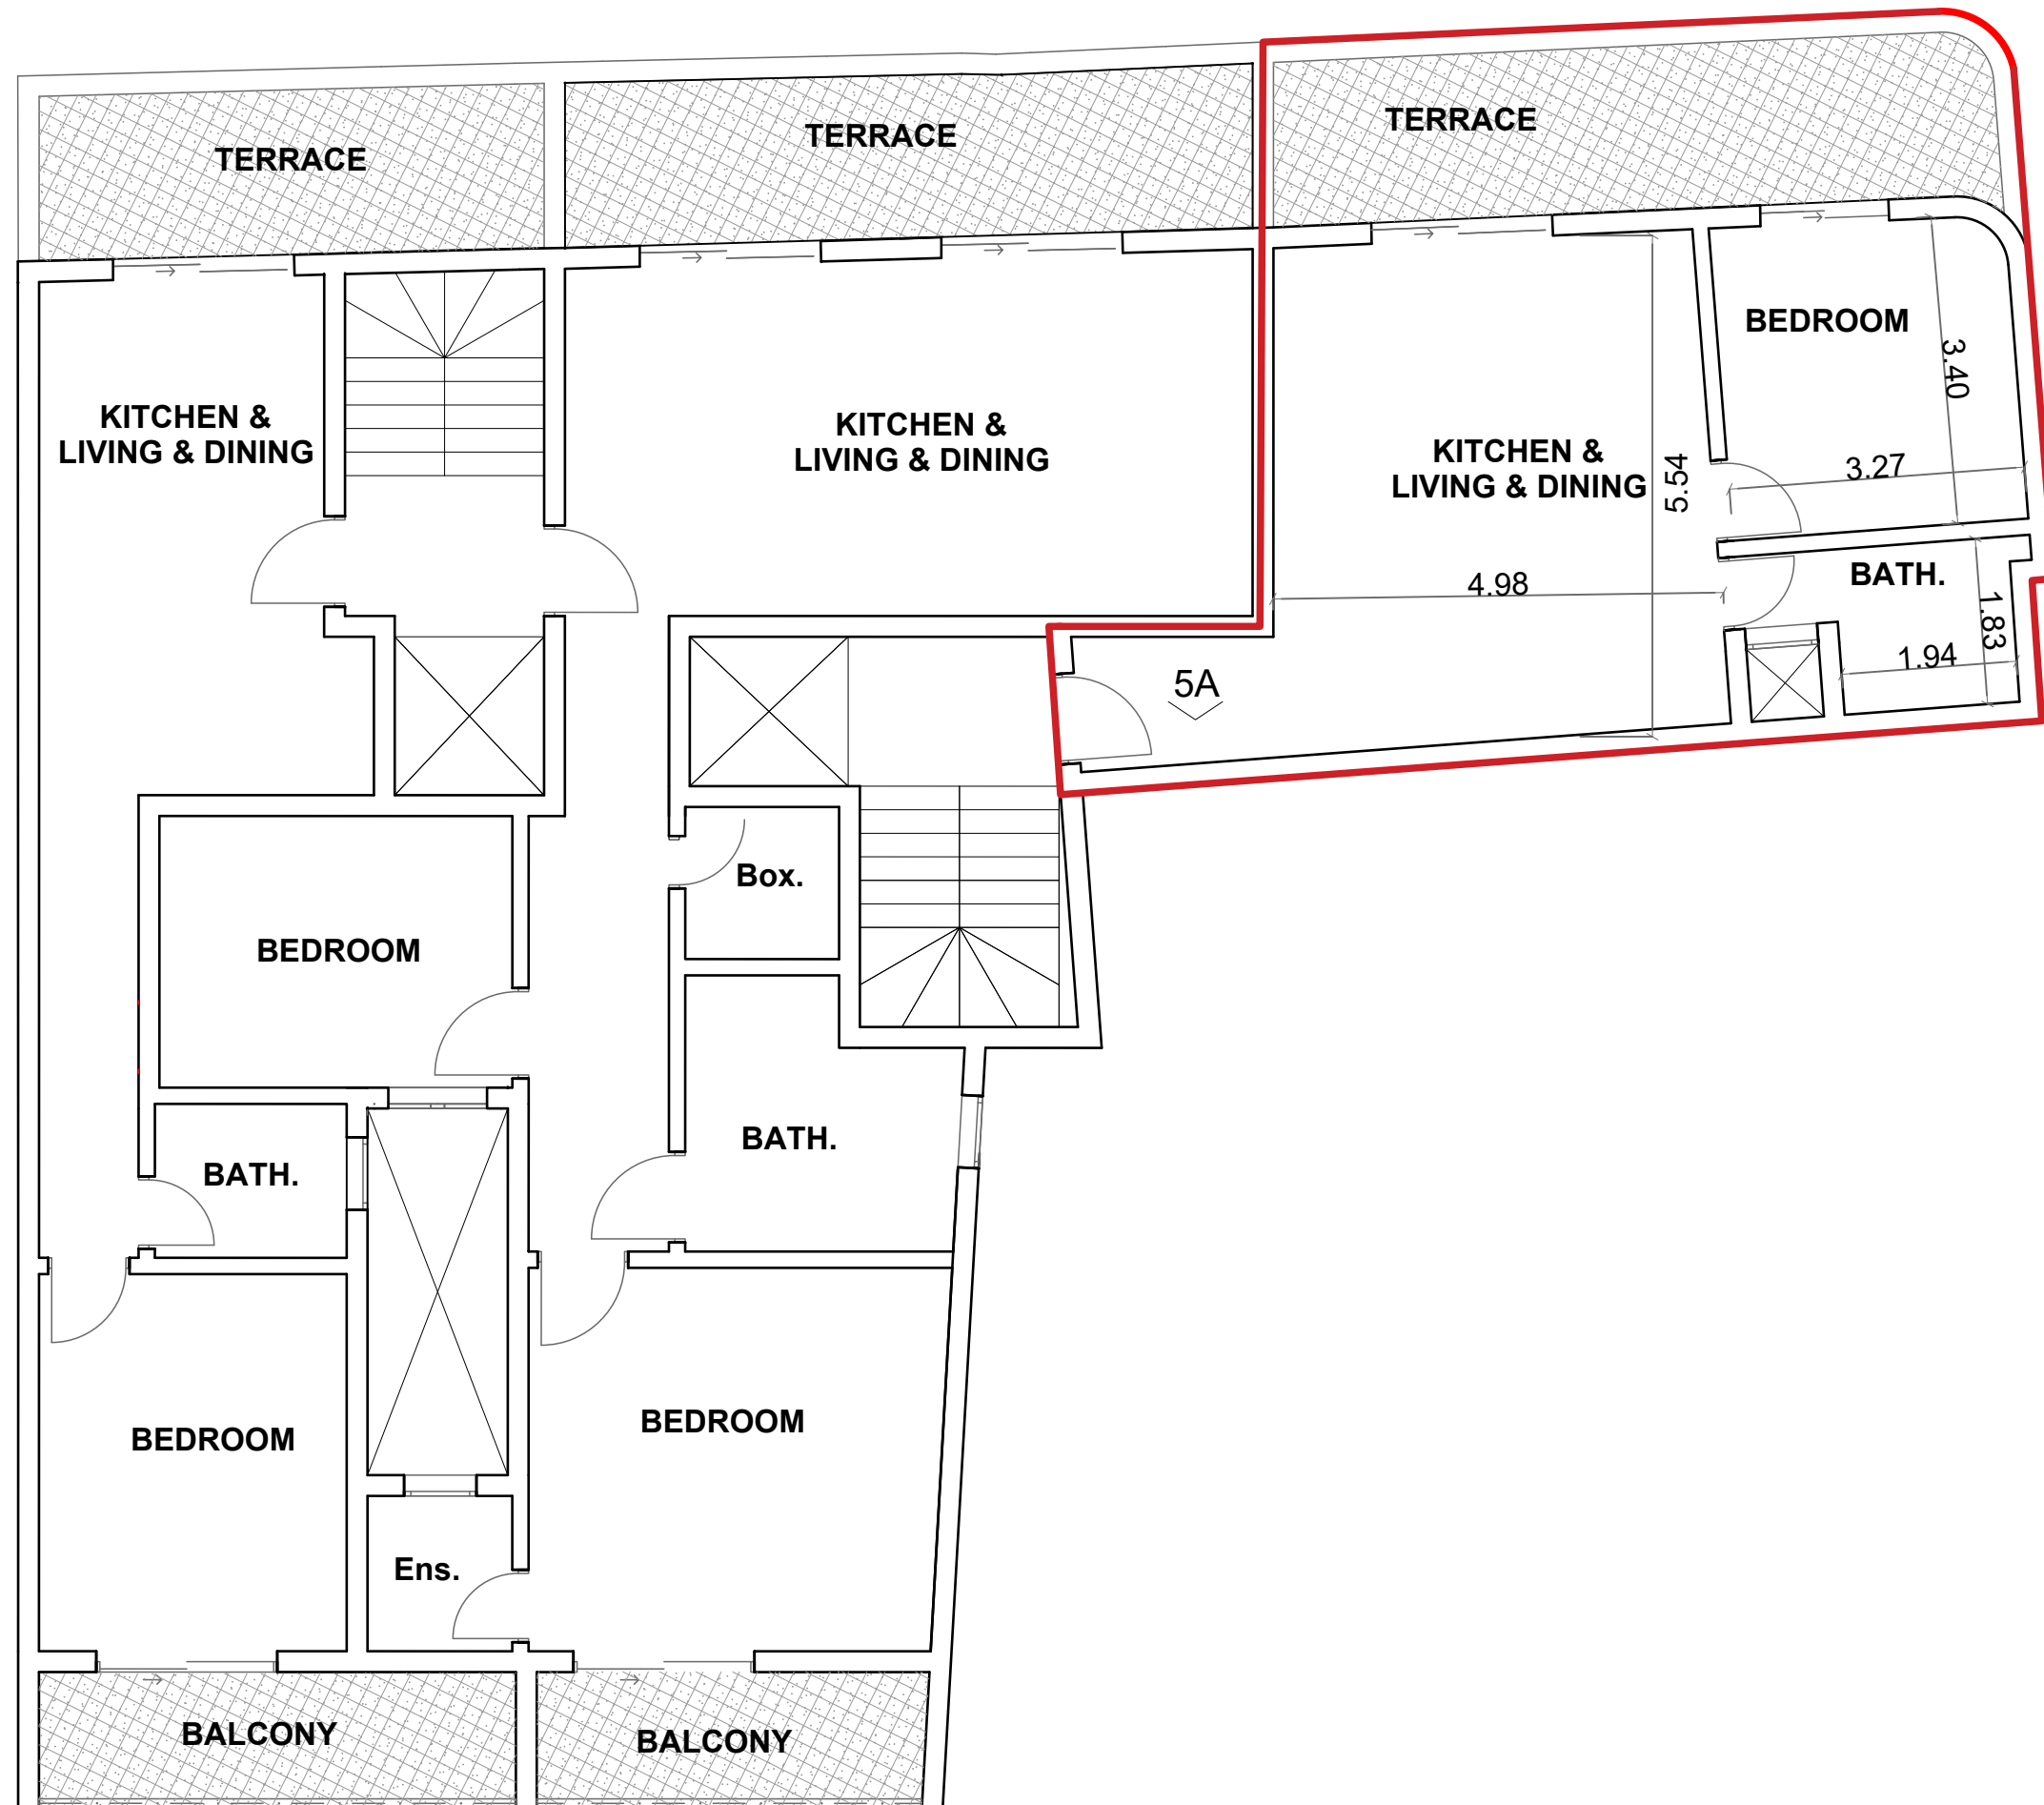 TERRACE
TERRACE
TERRACE
BEDROOM
3.40
KITCHEN &
LIVING & DINING
KITCHEN &
LIVING & DINING
KITCHEN &
LIVING & DINING
5.54
3.27
4.98
BATH.
1.83
1.94
5A
Box.
BEDROOM
BATH.
BATH.
BEDROOM
BEDROOM
Ens.
BALCONY
BALCONY